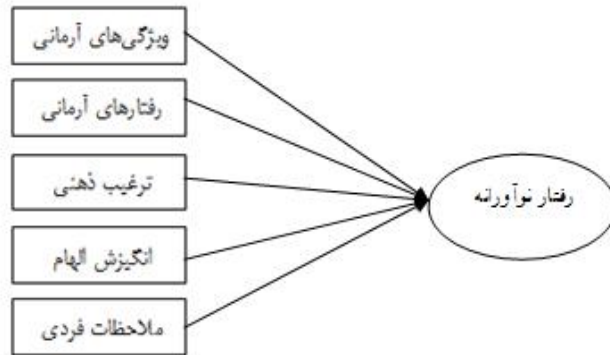 ویژگی‌های آرمانی
رفتارهای آرمانی
ترغیب ذهنی
انگیزش الهام
ملاحظات فردی
رفتار نوآورانه